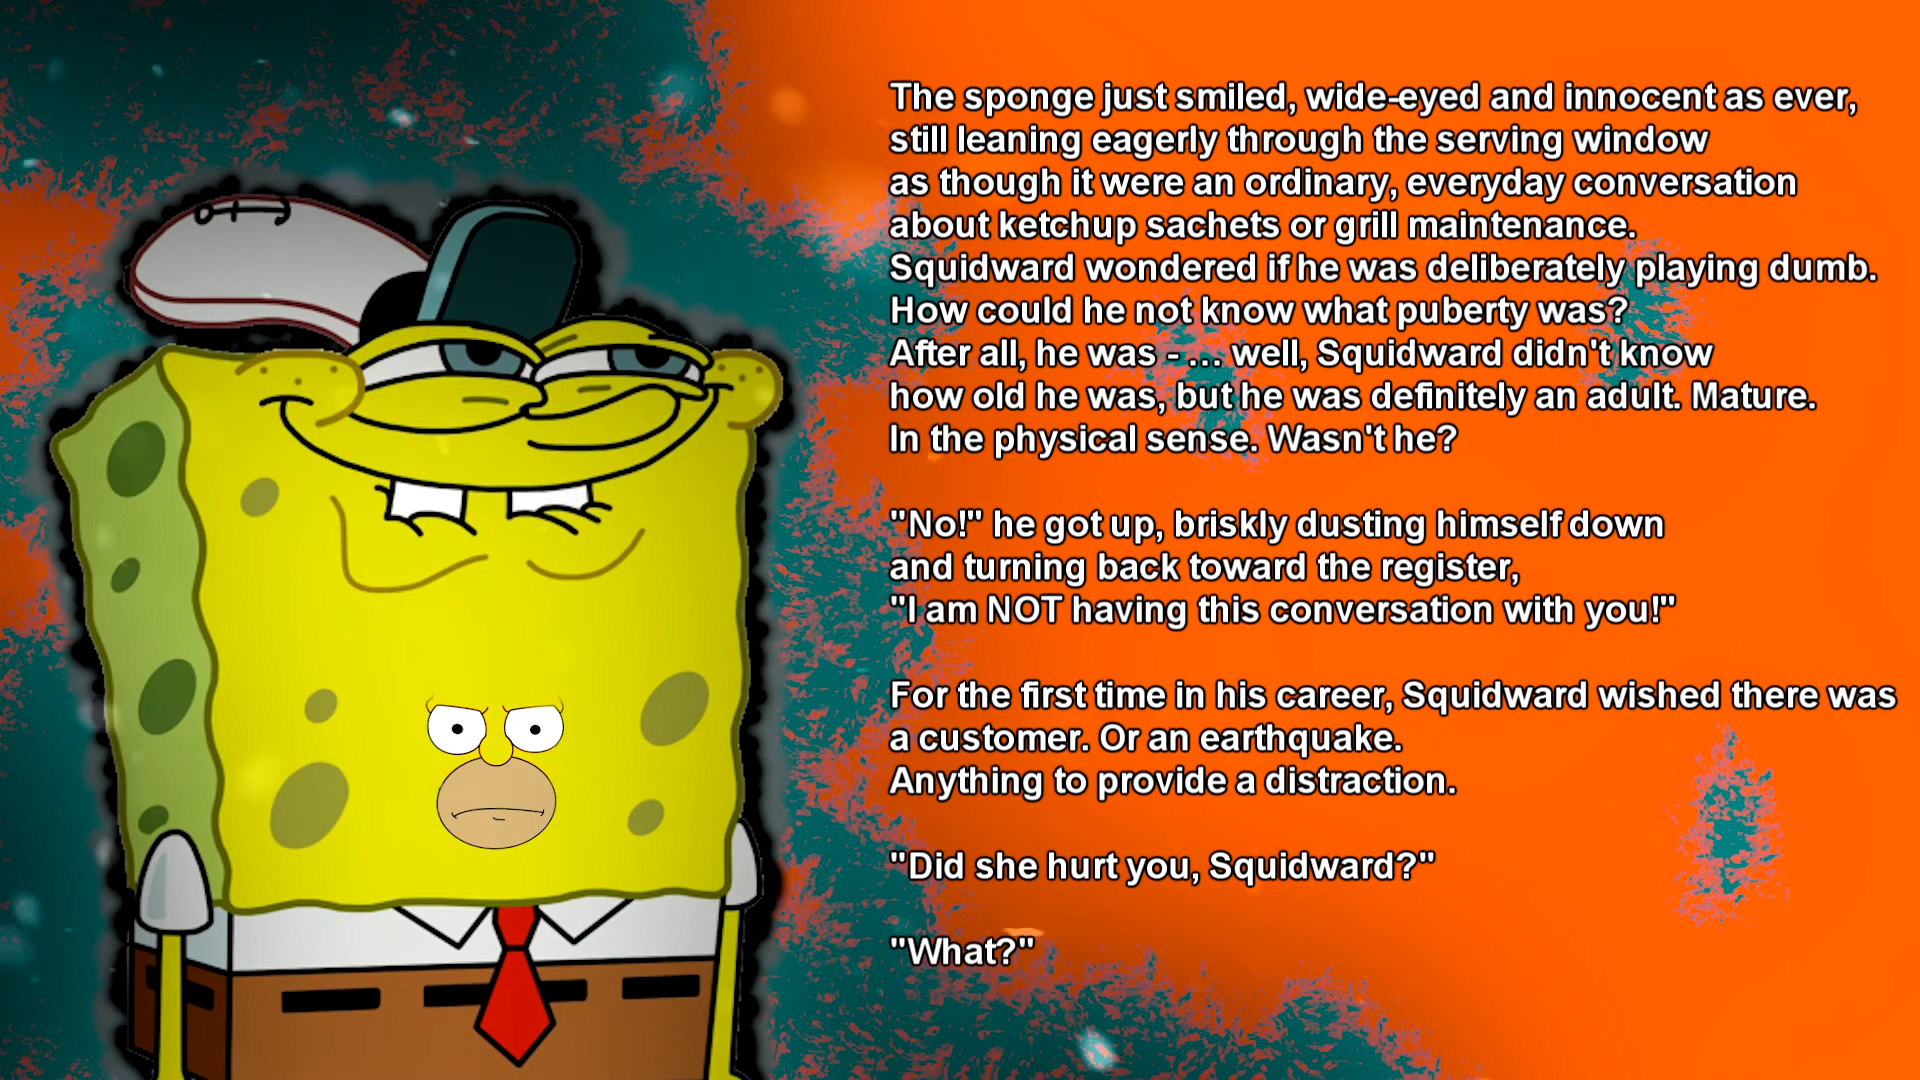 The sponge just smiled, wide-eyed and innocent as ever,
still leaning eagerly through the serving window
as though it were an ordinary, everyday conversation
about ketchup sachets or grill maintenance.
Squidward wondered if he was deliberately playing dumb.
How could he not know what puberty was?
After all, he was - ... well, Squidward didn't know
how old he was, but he was definitely an adult. Mature.
In the physical sense. Wasn't he?
"No!" he got up, briskly dusting himself down
and turning back toward the register,
"I am NOT having this conversation with you!"
For the first time in his career, Squidward wished there was
a customer. Or an earthquake.
Anything to provide a distraction.
"Did she hurt you, Squidward?"
"What?"